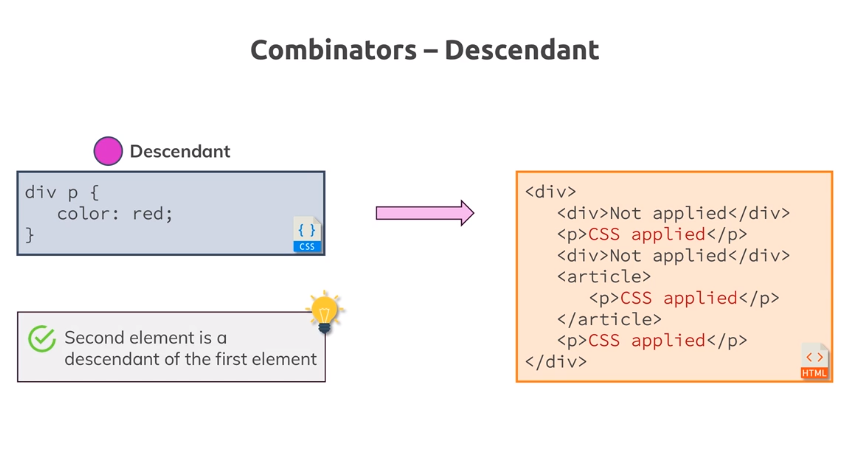 Combinators – Descendant
Descendant
div p {
   color: red;
}
{ }
CSS
Second element is a
descendant of the first element
<div>
   <div>Not applied</div>
   <p>CSS applied</p>
   <div>Not applied</div>
   <article>
      <p>CSS applied</p>
   </article>
   <p>CSS applied</p>
</div>
< >
HTML